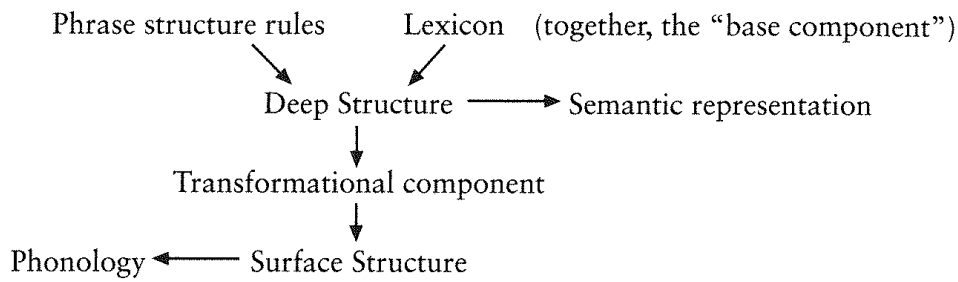 Phrase structure rules Lexicon (together, the “base component”)
Deep Structure Semantic representation
Transformational component
Phonology Surface Structure